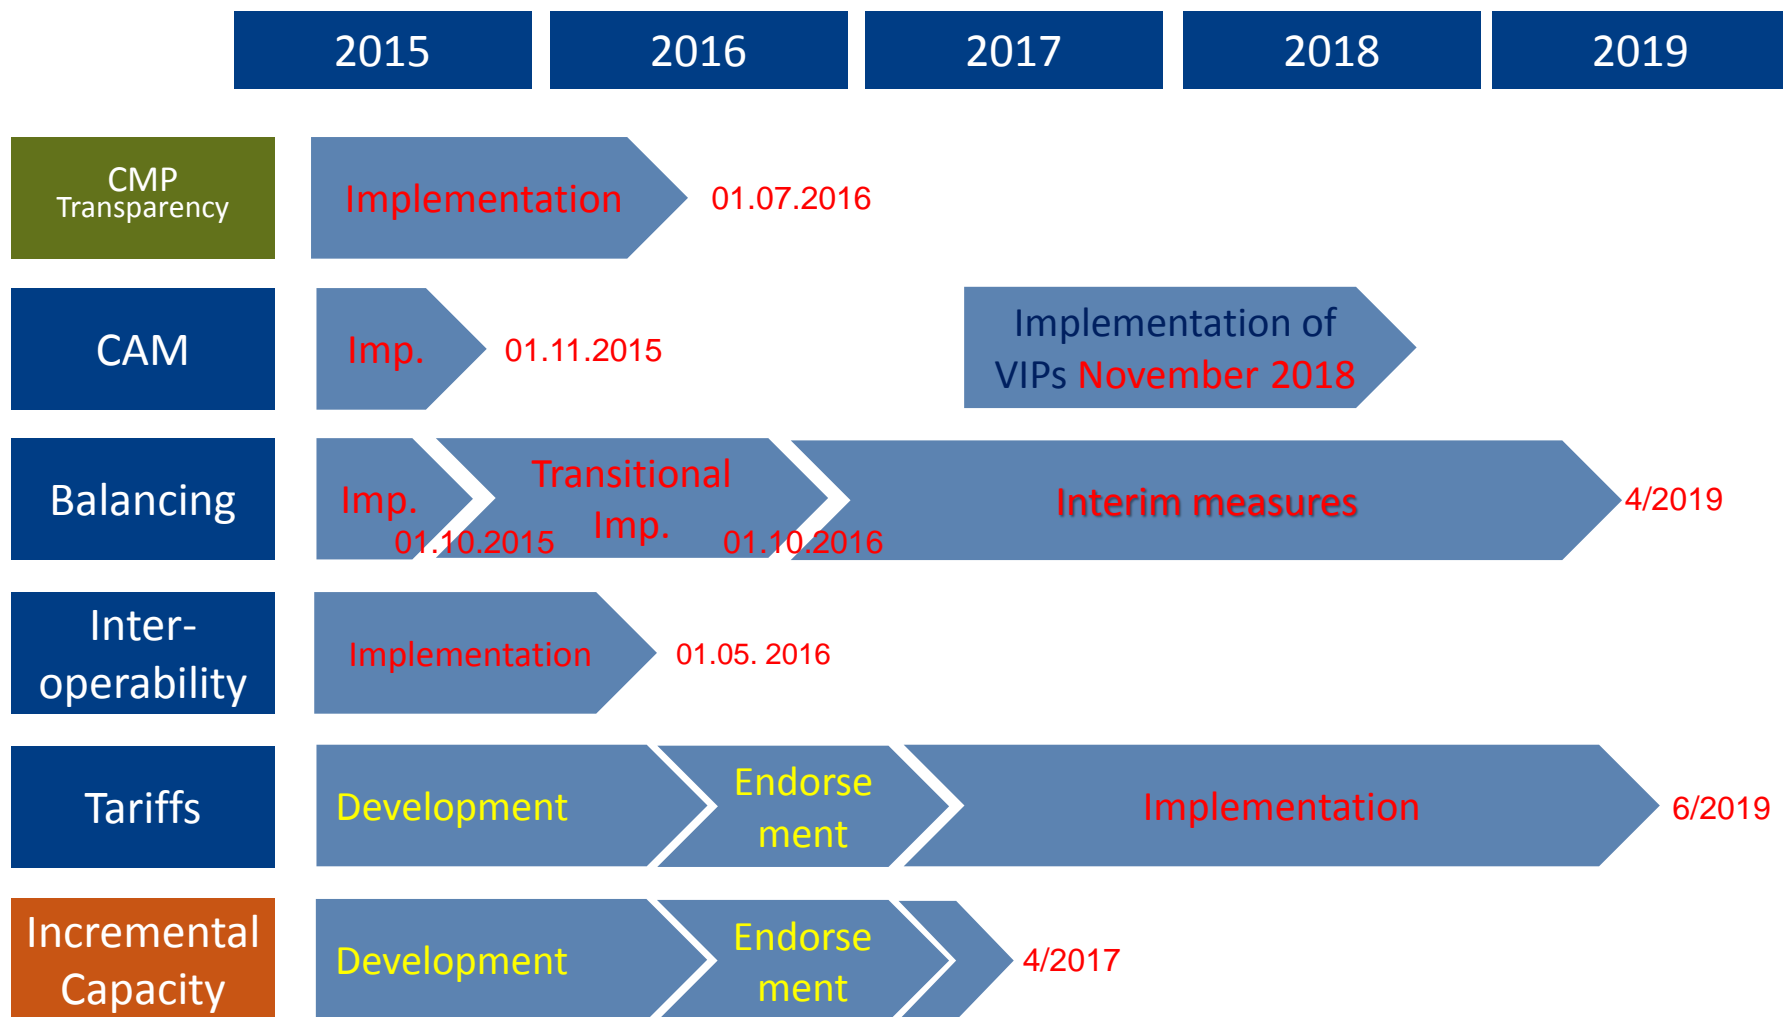 2015 2016 2017 2018 2019
CMP
Transparency
Implementation
01.07.2016
CAM
Imp.
01.11.2015
Implementation of
VIPs November 2018
Balancing
Imp.
01.10.2015
Transitional
Imp.
01.10.2016
Interim measures
4/2019
Inter-
operability
Implementation
01.05. 2016
Tariffs
Development
Endorse
ment
Implementation
6/2019
Incremental
Capacity
Development
Endorse
ment
4/2017